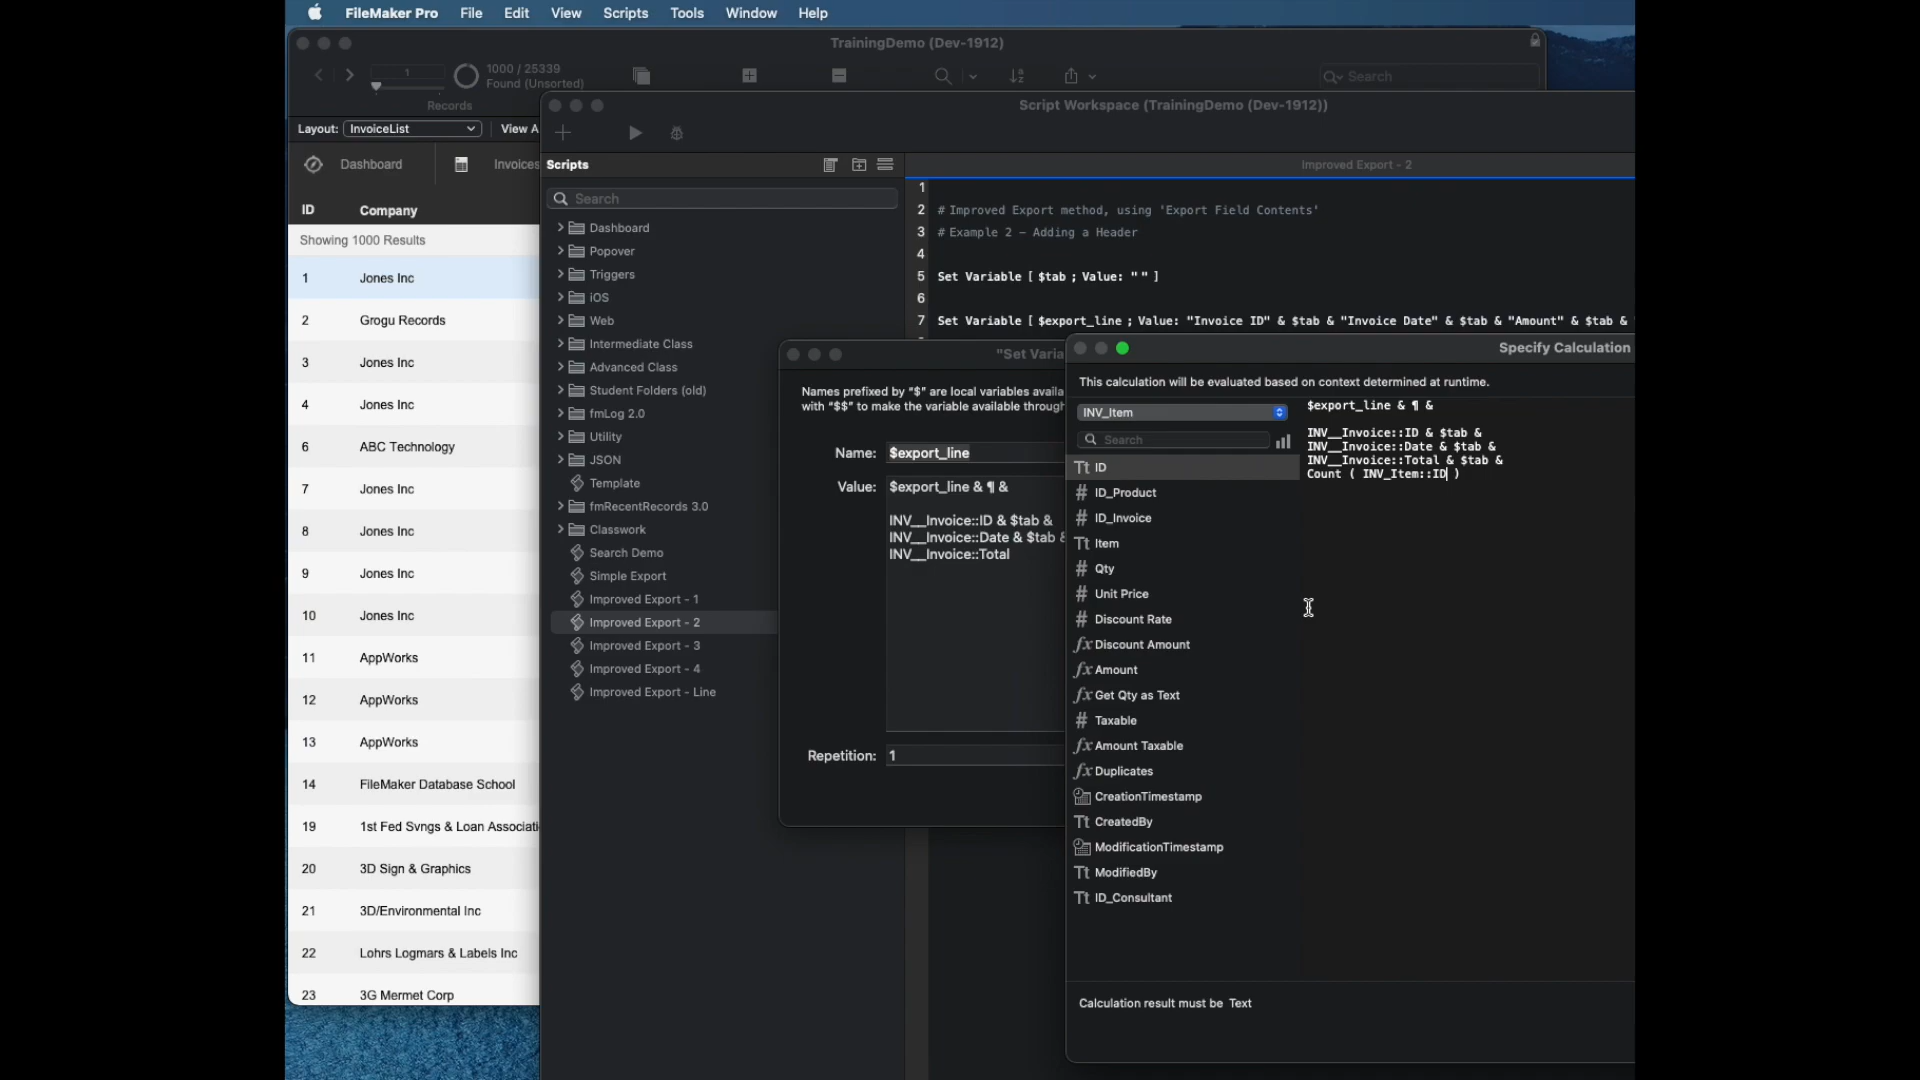 FileMaker Pro File Edit View Scripts Tools Window Help
TrainingDemo (Dev-1912)
1
1000 / 25339
Found (Unsorted)
Search
Records
Layout: InvoiceList View A
Dashboard Invoices
ID Company
Showing 1000 Results
1 Jones Inc
2 Grogu Records
3 Jones Inc
4 Jones Inc
6 ABC Technology
7 Jones Inc
8 Jones Inc
9 Jones Inc
10 Jones Inc
11 AppWorks
12 AppWorks
13 AppWorks
14 FileMaker Database School
19 1st Fed Svngs & Loan Associati
20 3D Sign & Graphics
21 3D/Environmental Inc
22 Lohrs Logmars & Labels Inc
23 3G Mermet Corp
Script Workspace (TrainingDemo (Dev-1912))
Scripts
Search
Dashboard
Popover
Triggers
iOS
Web
Intermediate Class
Advanced Class
Student Folders (old)
fmLog 2.0
Utility
JSON
Template
fmRecentRecords 3.0
Classwork
Search Demo
Simple Export
Improved Export - 1
Improved Export - 2
Improved Export - 3
Improved Export - 4
Improved Export - Line
Improved Export - 2
1
2 # Improved Export method, using 'Export Field Contents'
3 # Example 2 – Adding a Header
4
5 Set Variable [ $tab ; Value: "" ]
6
7 Set Variable [ $export_line ; Value: "Invoice ID" & $tab & "Invoice Date" & $tab & "Amount" & $tab & "
"Set Varia
Names prefixed by "$" are local variables availa
with "$$" to make the variable available through
Name: $export_line
Value: $export_line & ¶ &
INV__Invoice::ID & $tab &
INV__Invoice::Date & $tab &
INV__Invoice::Total
Repetition: 1
Specify Calculation
This calculation will be evaluated based on context determined at runtime.
INV_Item
Search
ID
ID_Product
ID_Invoice
Item
Qty
Unit Price
Discount Rate
Discount Amount
Amount
Get Qty as Text
Taxable
Amount Taxable
Duplicates
CreationTimestamp
CreatedBy
ModificationTimestamp
ModifiedBy
ID_Consultant
$export_line & ¶ &
INV__Invoice::ID & $tab &
INV__Invoice::Date & $tab &
INV__Invoice::Total & $tab &
Count ( INV_Item::ID )
Calculation result must be Text